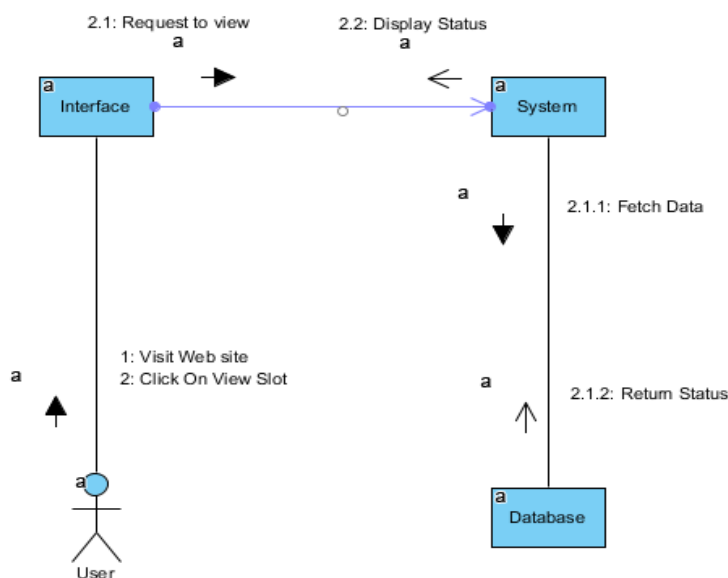 2.1: Request to view
2.2: Display Status
a
a
a
Interface
a
System
a
2.1.1: Fetch Data
1: Visit Web site
2: Click On View Slot
a
a
2.1.2: Return Status
a
User
a
Database